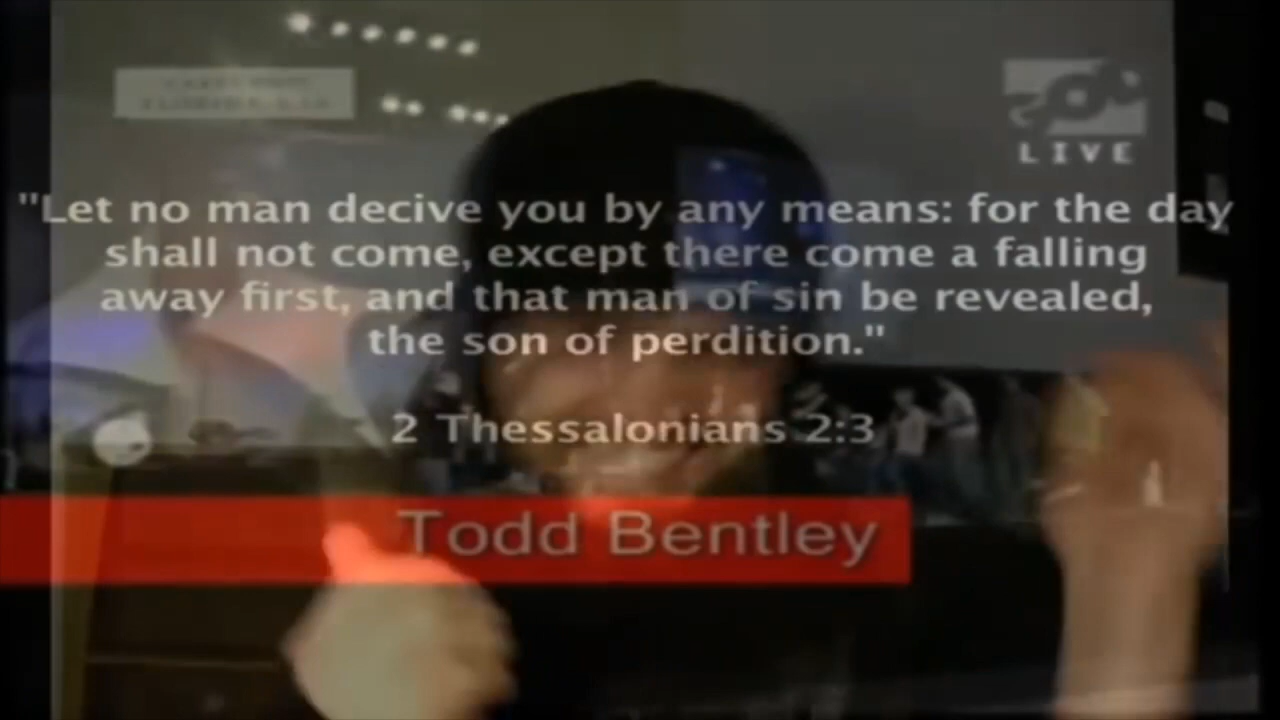 LIVE
"Let no man decive you by any means: for the day
shall not come, except there come a falling
away first, and that man of sin be revealed,
the son of perdition."
2 Thessalonians 2:3
Todd Bentley